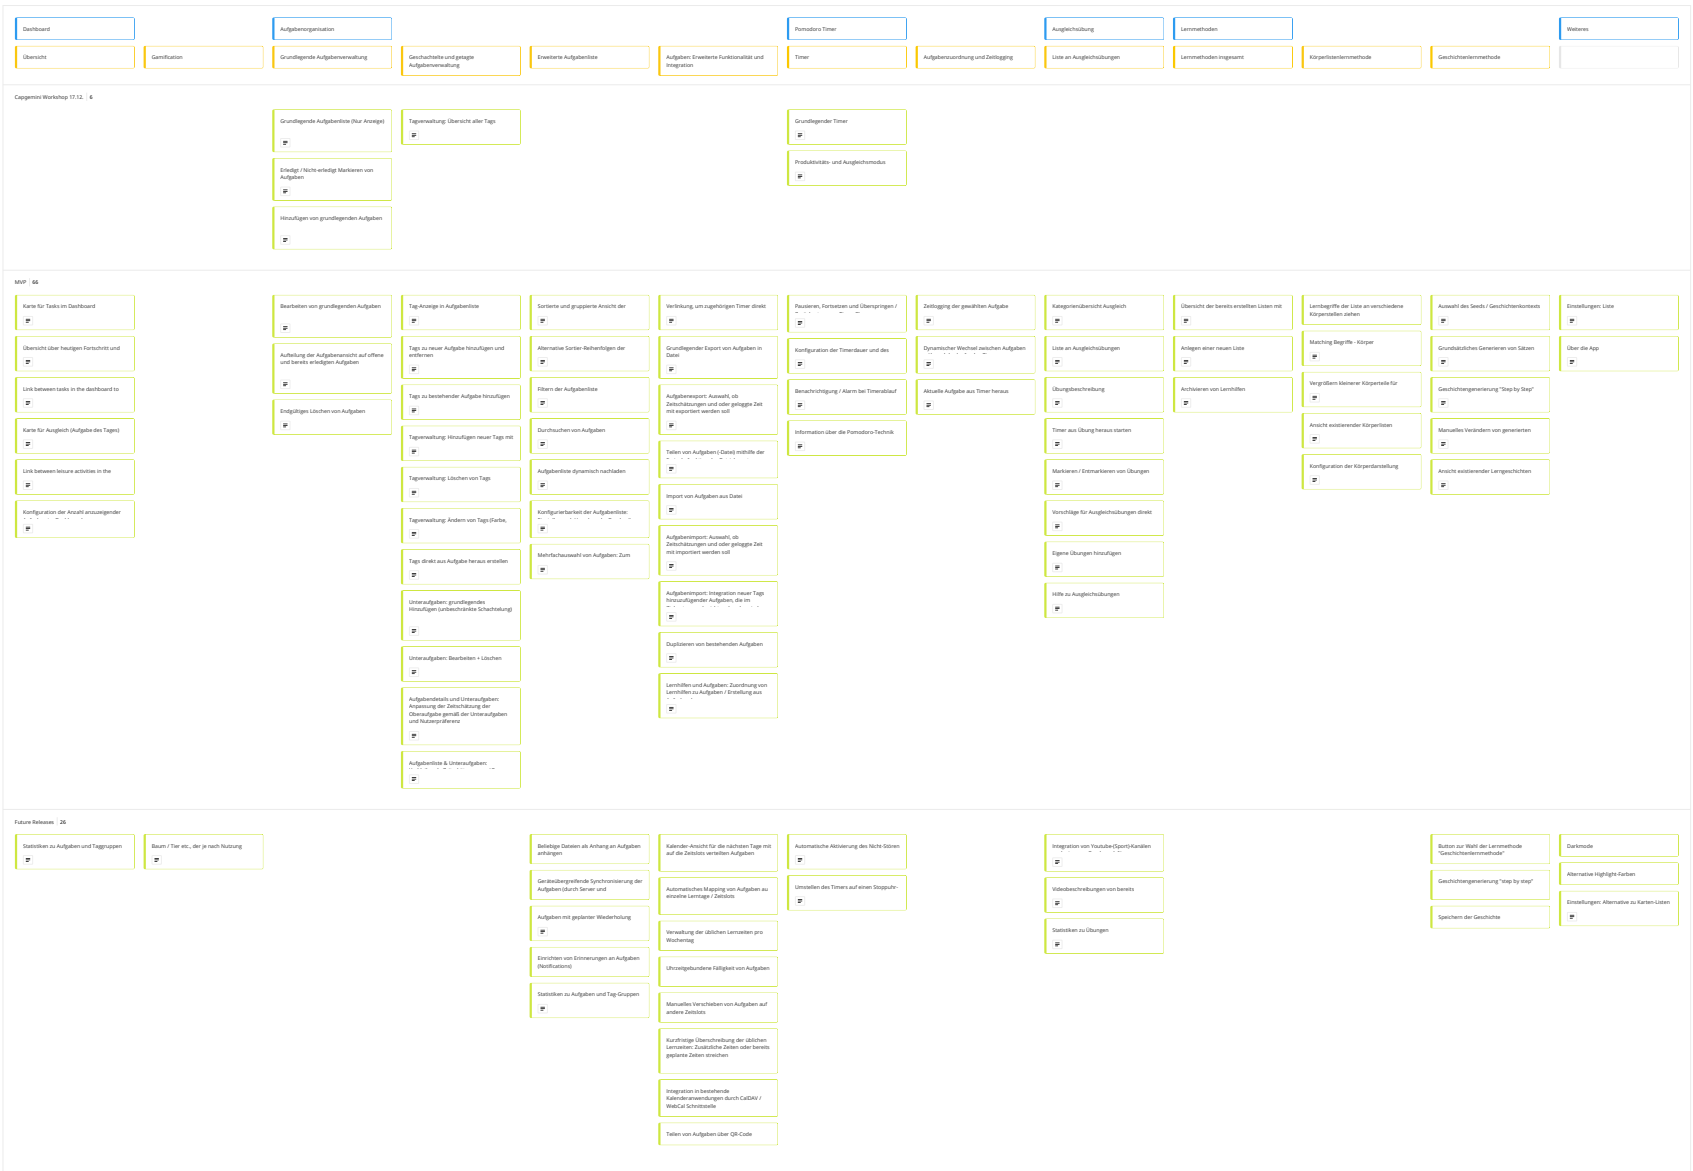 Dashboard
Aufgabenorganisation
Pomodoro Timer
Ausgleichsübung
Lernmethoden
Weiteres
Übersicht
Gamification
Grundlegende Aufgabenverwaltung
Geschachtelte und getagte
Aufgabenverwaltung
Erweiterte Aufgabenliste
Aufgaben: Erweiterte Funktionalität und
Integration
Timer
Aufgabenzuordnung und Zeitlogging
Liste an Ausgleichsübungen
Lernmethoden insgesamt
Körperlistenlernmethode
Geschichtenlernmethode
Capgemini Workshop 17.12. 6
Grundlegende Aufgabenliste (Nur Anzeige)
Erledigt / Nicht-erledigt Markieren von
Aufgaben
Hinzufügen von grundlegenden Aufgaben
Tagverwaltung: Übersicht aller Tags
Grundlegender Timer
Produktivitäts- und Ausgleichsmodus
MVP 66
Karte für Tasks im Dashboard
Übersicht über heutigen Fortschritt und
Link between tasks in the dashboard to
Karte für Ausgleich (Aufgabe des Tages)
Link between leisure activities in the
Konfiguration der Anzahl anzuzeigender
Bearbeiten von grundlegenden Aufgaben
Aufteilung der Aufgabenansicht auf offene
und bereits erledigten Aufgaben
Endgültiges Löschen von Aufgaben
Tag-Anzeige in Aufgabenliste
Tags zu neuer Aufgabe hinzufügen und
entfernen
Tags zu bestehender Aufgabe hinzufügen
Tagverwaltung: Hinzufügen neuer Tags mit
Tagverwaltung: Löschen von Tags
Tagverwaltung: Ändern von Tags (Farbe,
Tags direkt aus Aufgabe heraus erstellen
Unteraufgaben: grundlegendes
Hinzufügen (unbeschränkte Schachtelung)
Unteraufgaben: Bearbeiten + Löschen
Aufgabendetails und Unteraufgaben:
Anpassung der Zeitschätzung der
Oberaufgabe gemäß der Unteraufgaben
und Nutzerpräferenz
Aufgabenliste & Unteraufgaben:
Sortierte und gruppierte Ansicht der
Alternative Sortier-Reihenfolgen der
Filtern der Aufgabenliste
Durchsuchen von Aufgaben
Aufgabenliste dynamisch nachladen
Konfigurierbarkeit der Aufgabenliste:
Mehrfachauswahl von Aufgaben: Zum
Verlinkung, um zugehörigen Timer direkt
Grundlegender Export von Aufgaben in
Datei
Aufgabenexport: Auswahl, ob
Zeitschätzungen und oder geloggte Zeit
mit exportiert werden soll
Teilen von Aufgaben (-Datei) mithilfe der
Import von Aufgaben aus Datei
Aufgabenimport: Auswahl, ob
Zeitschätzungen und oder geloggte Zeit
mit importiert werden soll
Aufgabenimport: Integration neuer Tage
hinzuzufügender Aufgaben, die im
Duplizieren von bestehenden Aufgaben
Lernhilfen und Aufgaben: Zuordnung von
Lernhilfen zu Aufgaben / Erstellung aus
Pausieren, Fortsetzen und Überspringen /
Konfiguration der Timerdauer und des
Benachrichtigung / Alarm bei Timerablauf
Information über die Pomodoro-Technik
Zeitlogging der gewählten Aufgabe
Dynamischer Wechsel zwischen Aufgaben
Aktuelle Aufgabe aus Timer heraus
Kategorienübersicht Ausgleich
Liste an Ausgleichsübungen
Übungsbeschreibung
Timer aus Übung heraus starten
Markieren / Entmarkieren von Übungen
Vorschläge für Ausgleichsübungen direkt
Eigene Übungen hinzufügen
Hilfe zu Ausgleichsübungen
Übersicht der bereits erstellten Listen mit
Anlegen einer neuen Liste
Archivieren von Lernhilfen
Lernbegriffe der Liste an verschiedene
Körperstellen ziehen
Matching Begriffe - Körper
Vergrößern kleinerer Körperteile für
Ansicht existierender Körperlisten
Konfiguration der Körperdarstellung
Auswahl des Seeds / Geschichtenkontexts
Grundsätzliches Generieren von Sätzen
Geschichtengenerierung "Step by Step"
Manuelles Verändern von generierten
Ansicht existierender Lerngeschichten
Einstellungen: Liste
Über die App
Future Releases 26
Statistiken zu Aufgaben und Taggruppen
Baum / Tier etc., der je nach Nutzung
Beliebige Dateien als Anhang an Aufgaben
anhängen
Geräteübergreifende Synchronisierung der
Aufgaben (durch Server und
Aufgaben mit geplanter Wiederholung
Einrichten von Erinnerungen an Aufgaben
(Notifications)
Statistiken zu Aufgaben und Tag-Gruppen
Kalender-Ansicht für die nächsten Tage mit
auf die Zeitslots verteilten Aufgaben
Automatisches Mapping von Aufgaben au
einzelne Lerntage / Zeitslots
Verwaltung der üblichen Lernzeiten pro
Wochentag
Uhrzeitgebundene Fälligkeit von Aufgaben
Manuelles Verschieben von Aufgaben auf
andere Zeitslots
Kurzfristige Überschreibung der üblichen
Lernzeiten: Zusätzliche Zeiten oder bereits
geplante Zeiten streichen
Integration in bestehende
Kalenderanwendungen durch CalDAV /
WebCal Schnittstelle
Teilen von Aufgaben über QR-Code
Automatische Aktivierung des Nicht-Stören
Umstellen des Timers auf einen Stoppuhr-
Integration von Youtube-(Sport)-Kanälen
Videobeschreibungen von bereits
Statistiken zu Übungen
Button zur Wahl der Lernmethode
"Geschichtenlernmethode"
Geschichtengenerierung "step by step"
Speichern der Geschichte
Darkmode
Alternative Highlight-Farben
Einstellungen: Alternative zu Karten-Listen